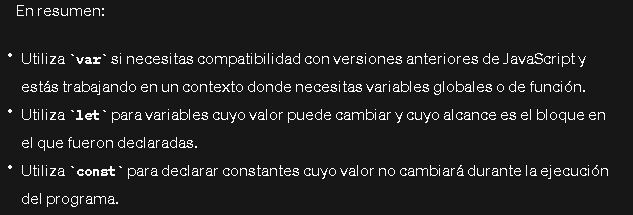 En resumen:
• Utiliza `var` si necesitas compatibilidad con versiones anteriores de JavaScript y
estás trabajando en un contexto donde necesitas variables globales o de función.
• Utiliza `let` para variables cuyo valor puede cambiar y cuyo alcance es el bloque en
el que fueron declaradas.
• Utiliza `const` para declarar constantes cuyo valor no cambiará durante la ejecución
del programa.